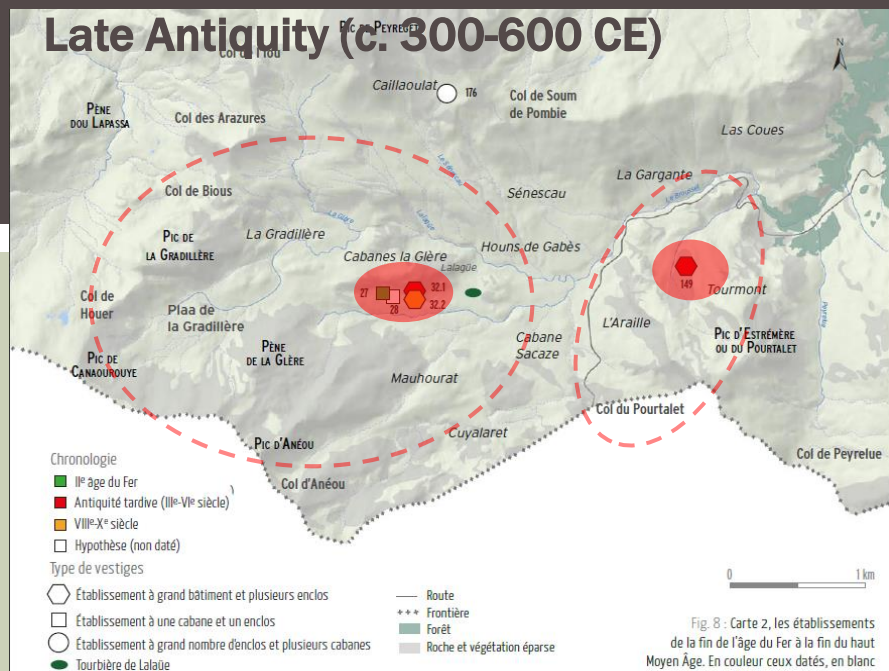 Late Antiquity (c. 300-600 CE)
PIC DE PEYREGET
N
Caillaoulat
176
Col de Soum
de Pombie
PÈNE
DOU LAPASSA
Col des Arazures
Las Coues
La Gargante
Col de Bious
Sénescau
La Gradillère
PIC DE
LA GRADILLÈRE
Houns de Gabès
Cabanes la Glère
Lalagüe
27
28
32.1
32.2
149
Tourmont
Col de
Houer
Plaa de
la Gradillère
L'Araille
PIC D'ESTRÉMÈRE
OU DU POURTALET
Cabane
Sacaze
PÈNE
DE LA GLÈRE
PIC DE
CANAOUROUYE
Mauhourat
Col du Pourtalet
Cuyalaret
PIC D'ANÉOU
Col de Peyrelue
Col d'Anéou
Chronologie
IIe âge du Fer
Antiquité tardive (IIIe-VIe siècle)
VIIIe-Xe siècle
Hypothèse (non daté)
Type de vestiges
Établissement à grand bâtiment et plusieurs enclos
Établissement à une cabane et un enclos
Établissement à grand nombre d'enclos et plusieurs cabanes
Tourbière de Lalaüe
Route
Frontière
Forêt
Roche et végétation éparse
0 1 km
Fig. 8 : Carte 2, les établissements
de la fin de l'âge du Fer à la fin du haut
Moyen Âge. En couleur ceux datés, en blanc